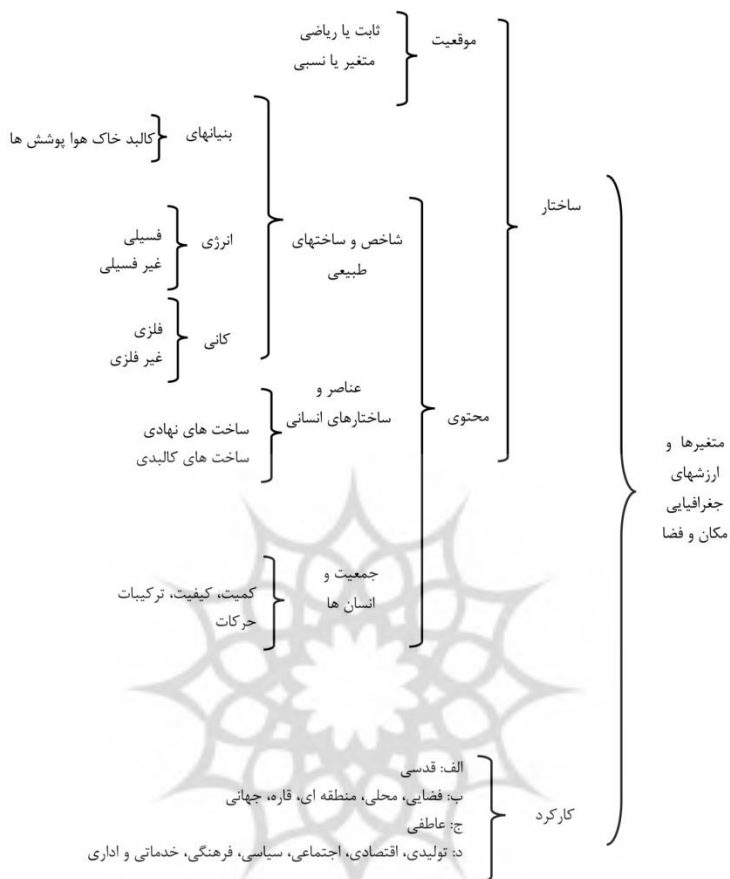 متغیرها و
ارزشهای
جغرافیایی
مکان و فضا
ساختار
موقعیت
ثابت یا ریاضی
متغیر یا نسبی
محتوی
شاخص و ساختهای
طبیعی
بنیانهای
کالبد خاک هوا پوشش ها
انرژی
فسیلی
غیر فسیلی
کانی
فلزی
غیر فلزی
عناصر و
ساختارهای انسانی
ساخت های نهادی
ساخت های کالبدی
جمعیت و
انسان ها
کمیت، کیفیت، ترکیبات
حرکات
کارکرد
الف: قدسی
ب: فضایی، محلی، منطقه ای، قاره، جهانی
ج: عاطفی
د: تولیدی، اقتصادی، اجتماعی، سیاسی، فرهنگی، خدماتی و اداری